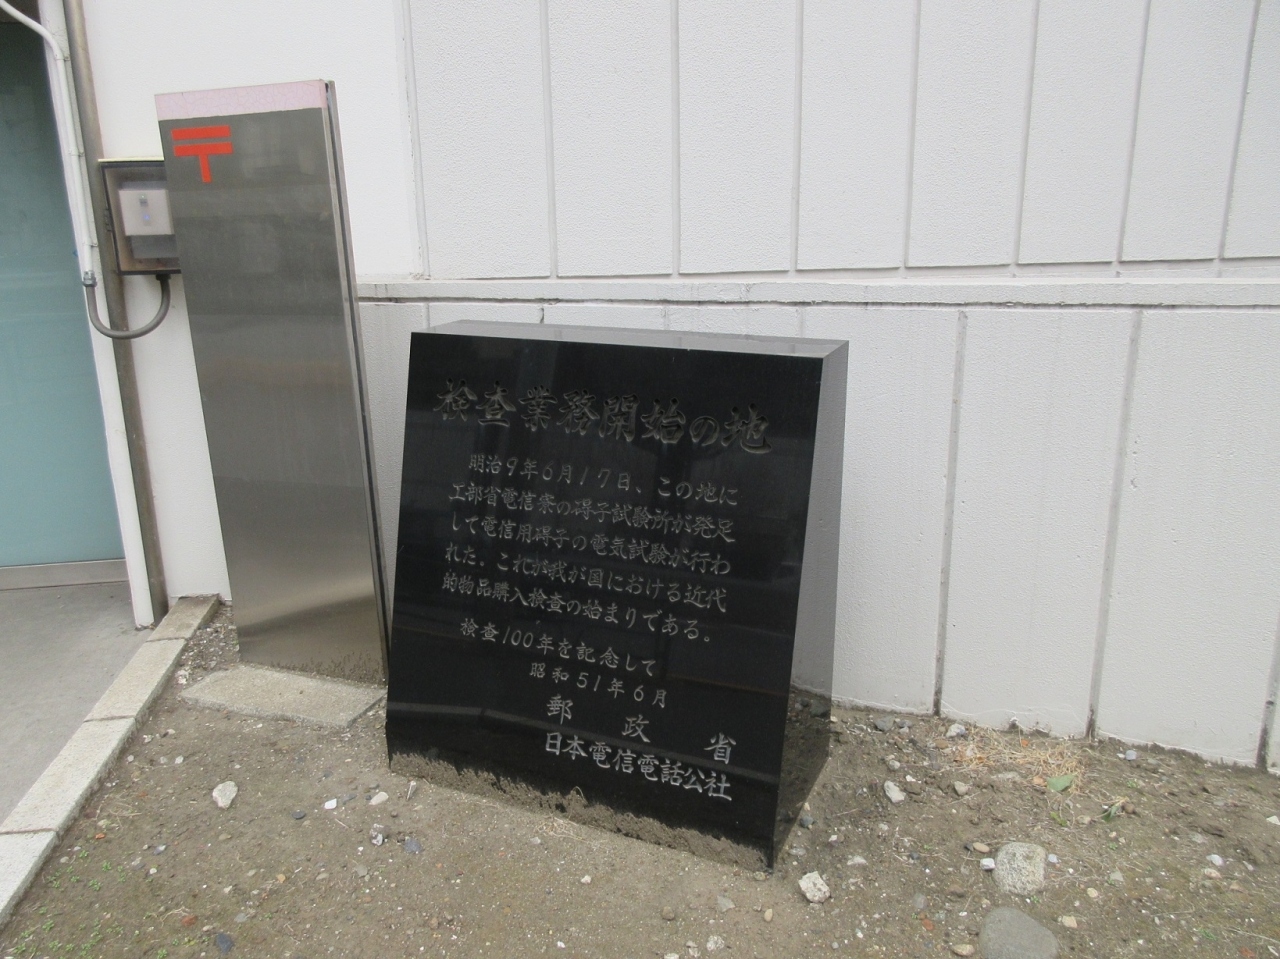 〒
検査業務開始の地
明治9年6月17日、この地に
工部省電信寮の碍子試験所が発足
して電信用碍子の電気試験が行わ
れた。これが我が国における近代
的物品購入検査の始まりである。
検査100年を記念して
昭和51年6月
郵政省
日本電信電話公社